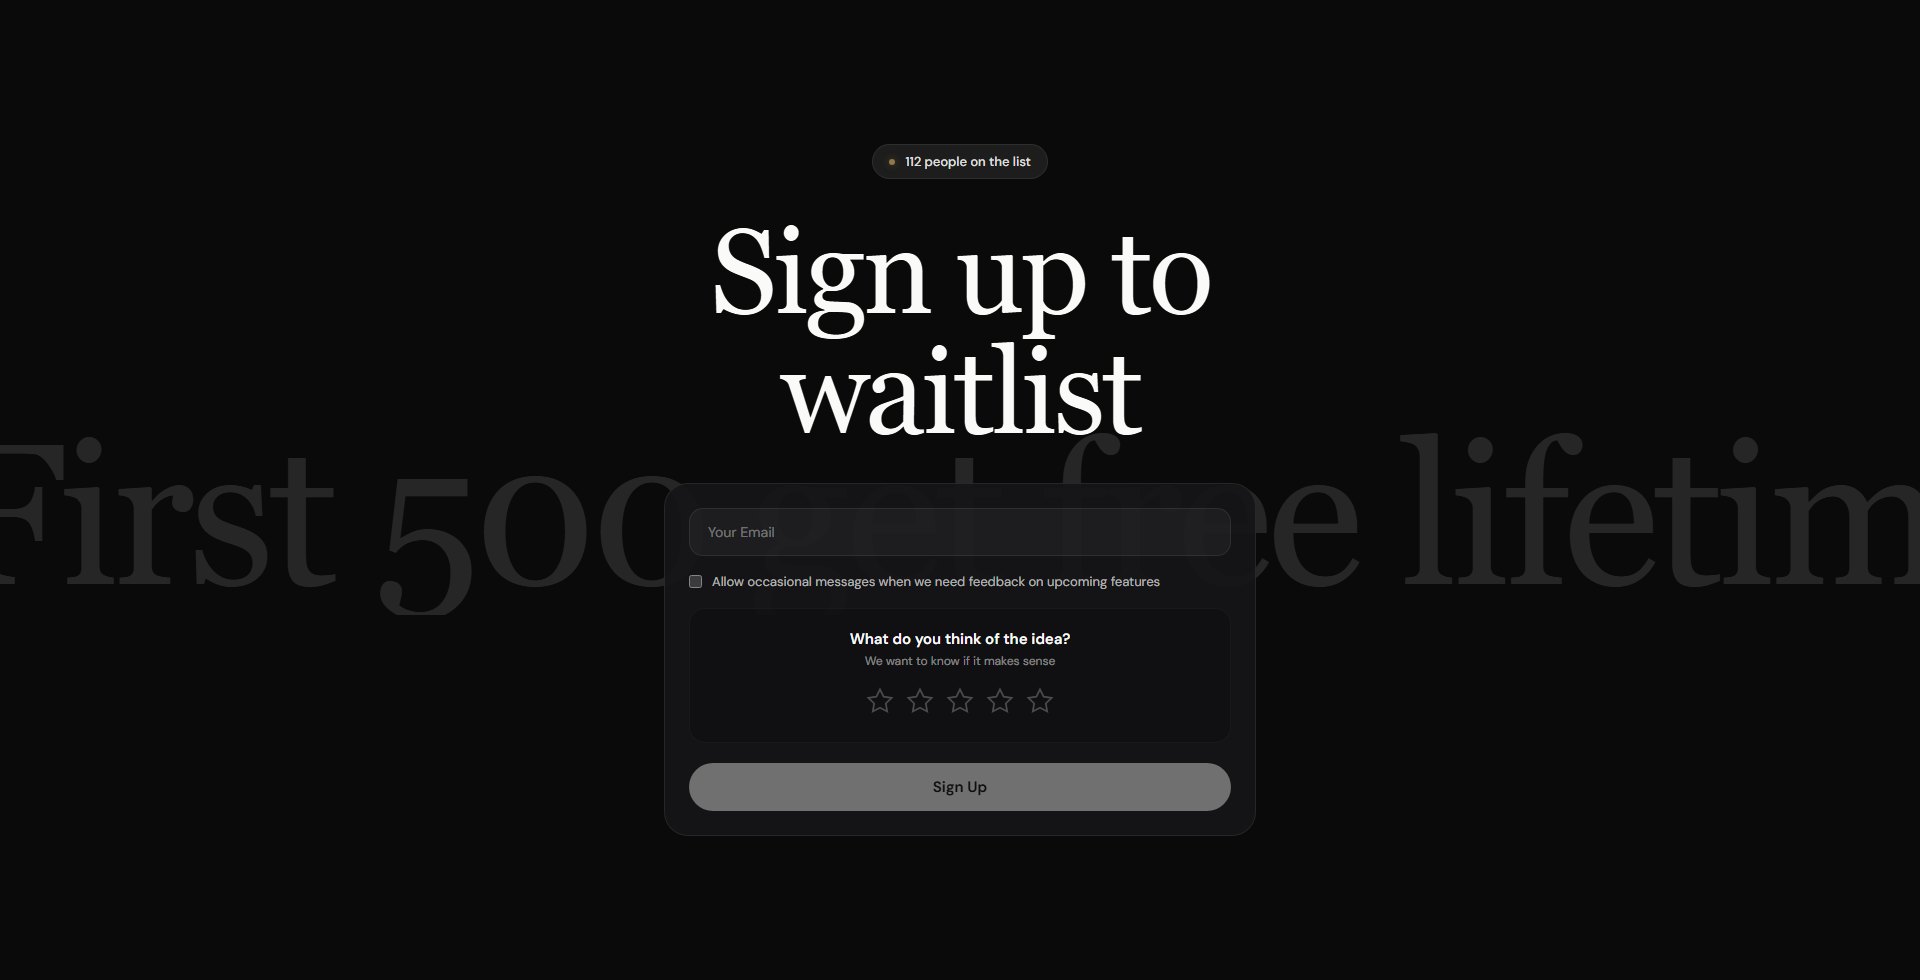 112 people on the list
Sign up to
waitlist
First 500 get free lifetim
Your Email
Allow occasional messages when we need feedback on upcoming features
What do you think of the idea?
We want to know if it makes sense
Sign Up